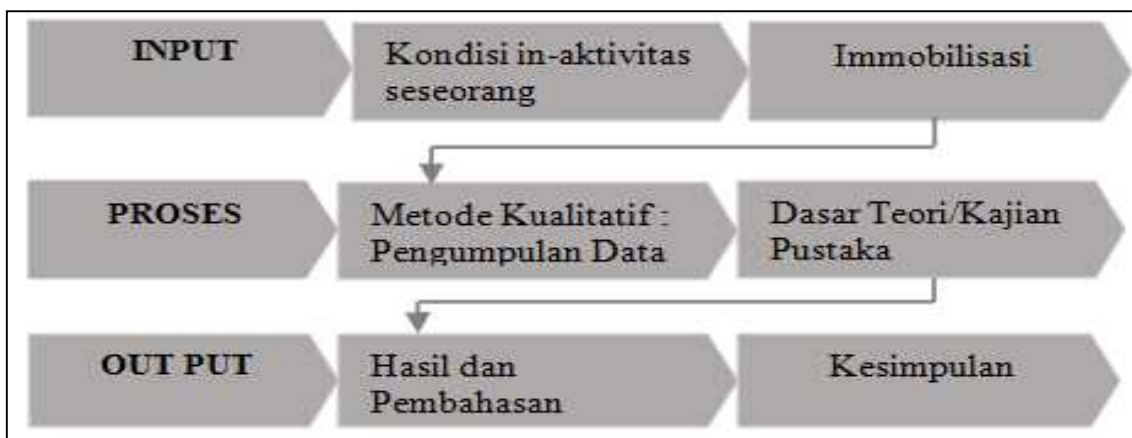 INPUT
Kondisi in-aktivitas
seseorang
Immobilisasi
PROSES
Metode Kualitatif :
Pengumpulan Data
Dasar Teori/Kajian
Pustaka
OUT PUT
Hasil dan
Pembahasan
Kesimpulan